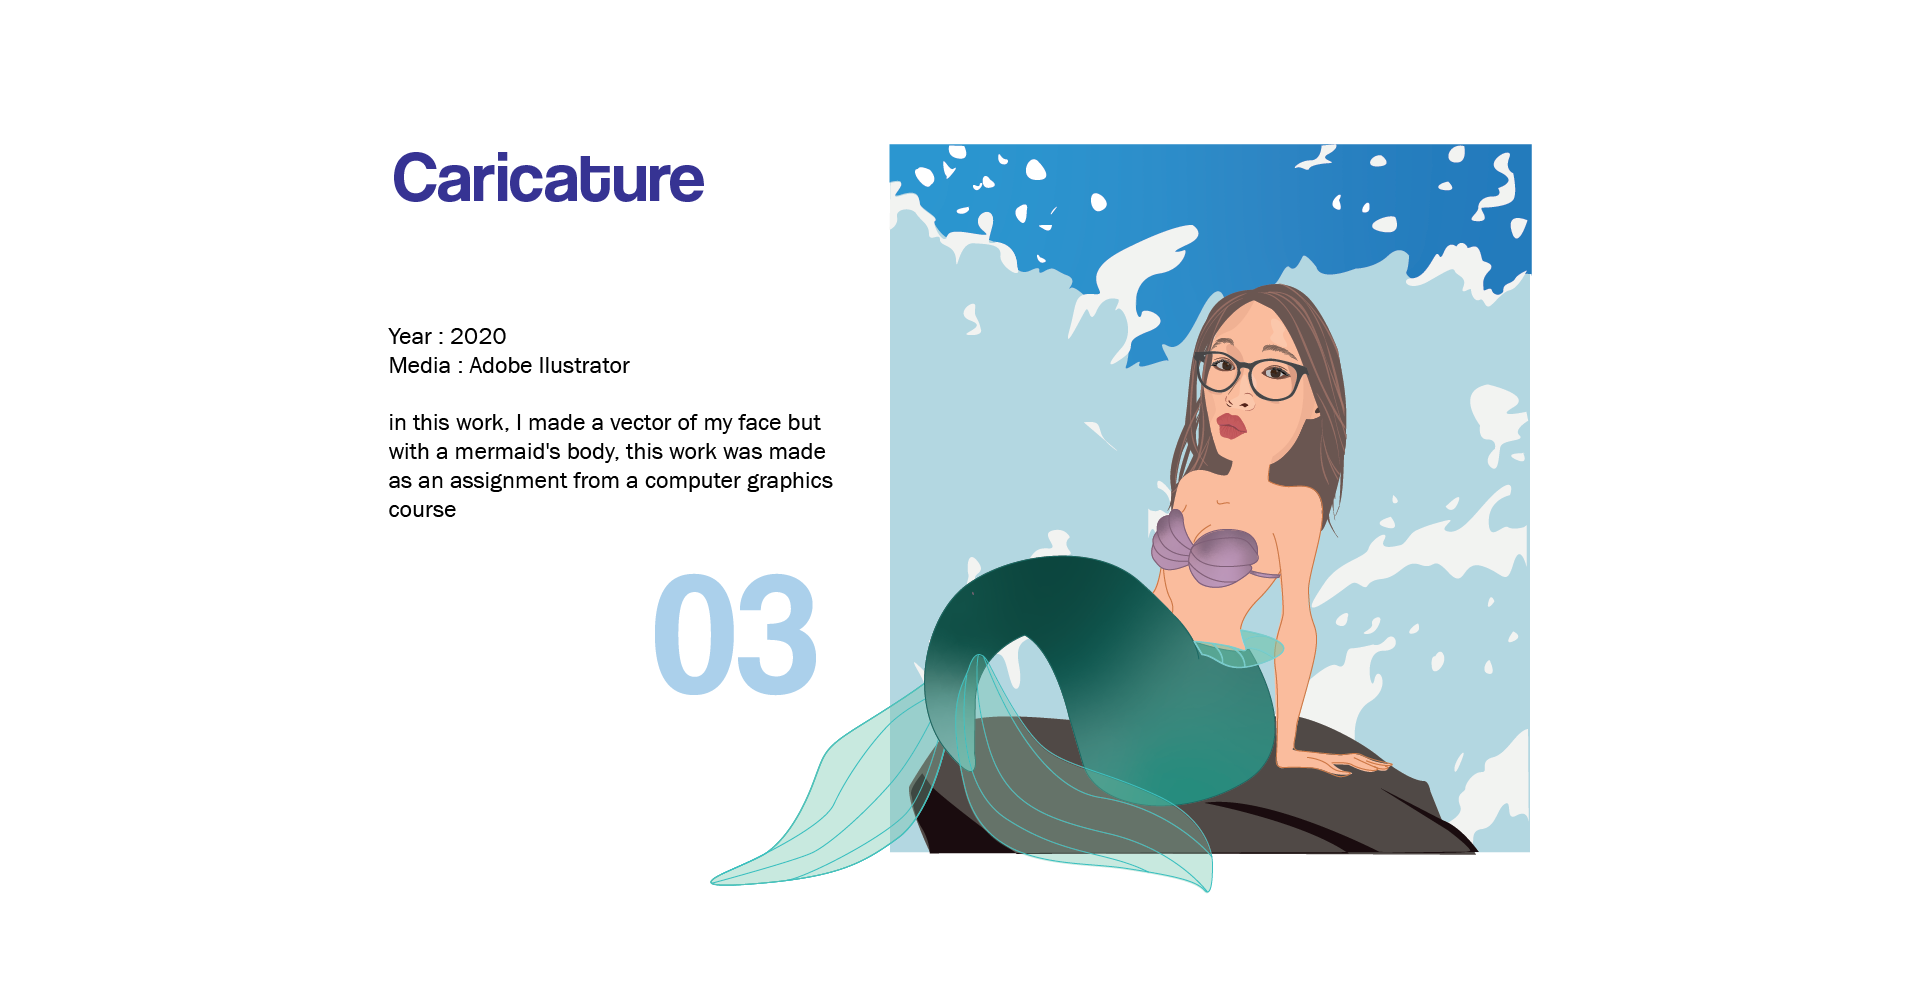 Caricature
Year : 2020
Media : Adobe Ilustrator
in this work, I made a vector of my face but
with a mermaid's body, this work was made
as an assignment from a computer graphics
course
03